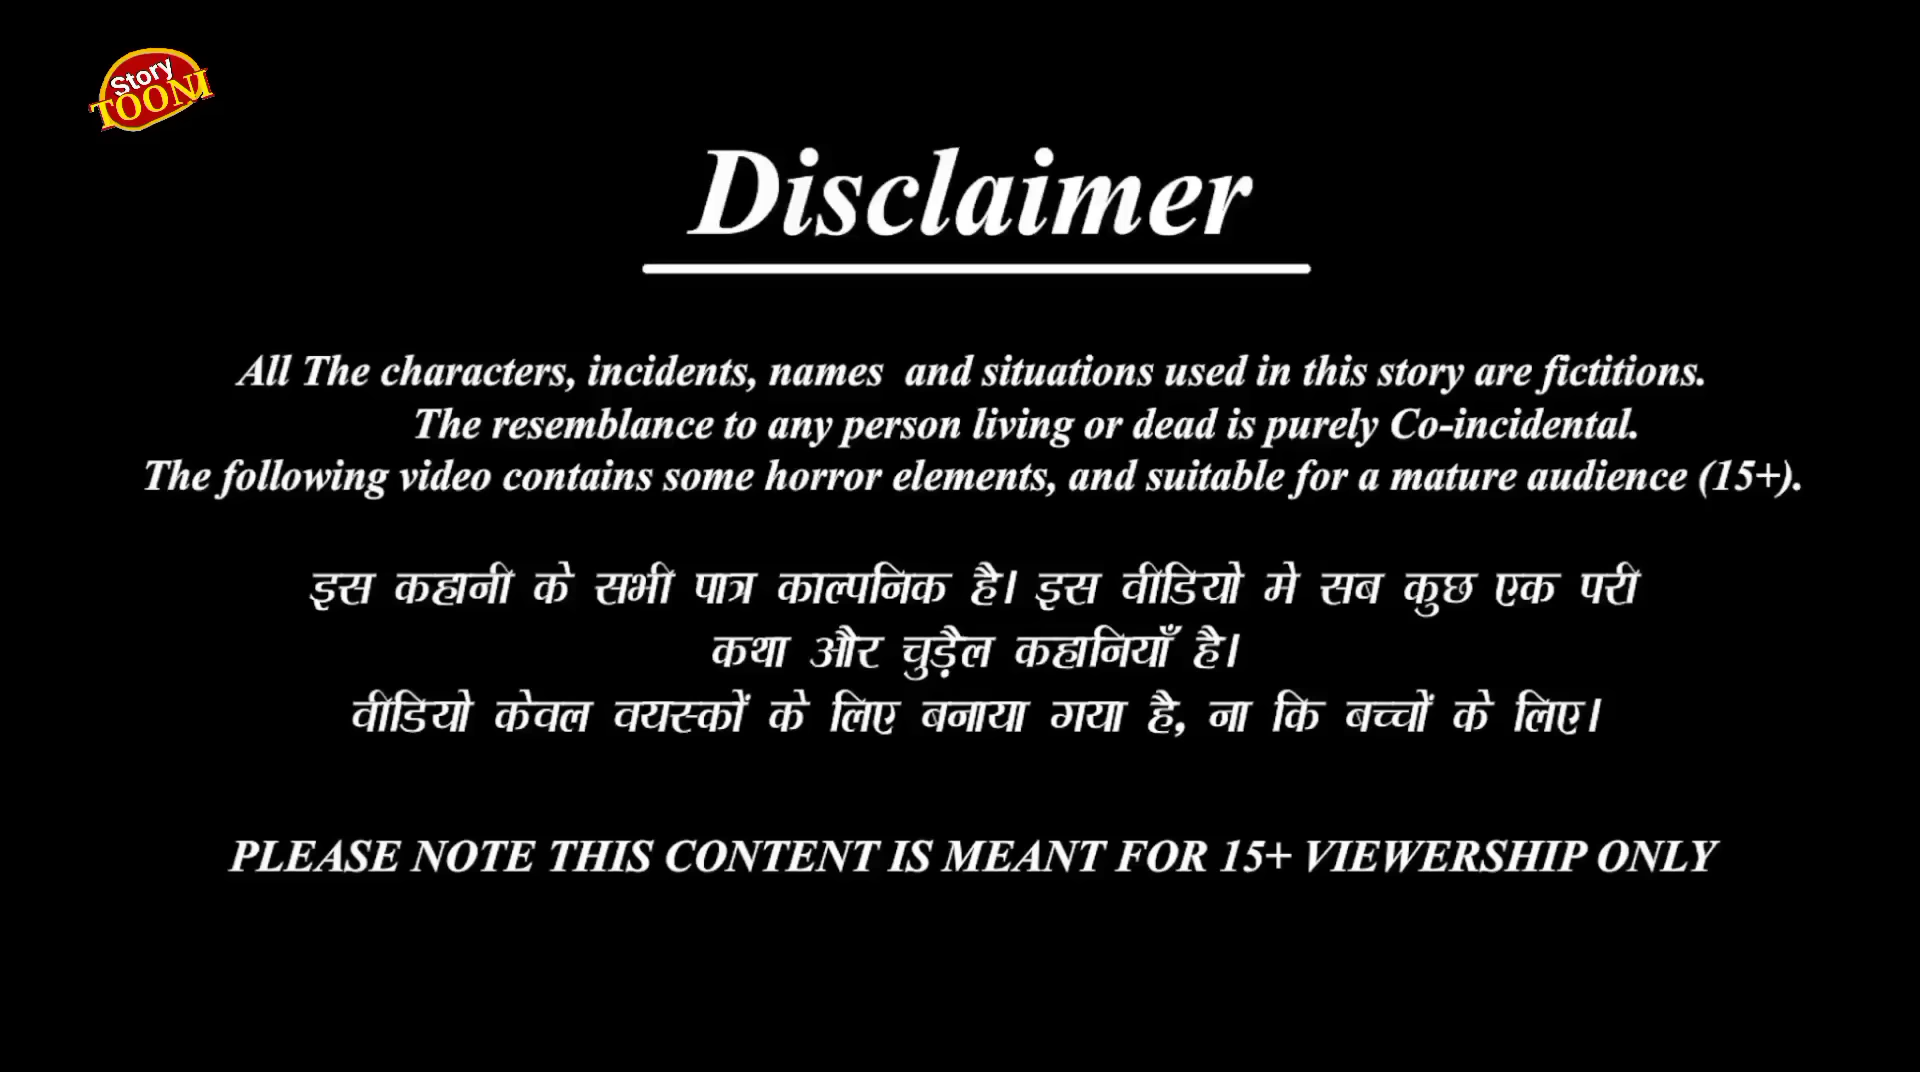 Story
TOONI
Disclaimer
All The characters, incidents, names  and situations used in this story are fictitions.
The resemblance to any person living or dead is purely Co-incidental.
The following video contains some horror elements, and suitable for a mature audience (15+).
इस कहानी के सभी पात्र काल्पनिक है। इस वीडियो मे सब कुछ एक परी
कथा और चुड़ैल कहानियाँ है।
वीडियो केवल वयस्कों के लिए बनाया गया है, ना कि बच्चों के लिए।
PLEASE NOTE THIS CONTENT IS MEANT FOR 15+ VIEWERSHIP ONLY